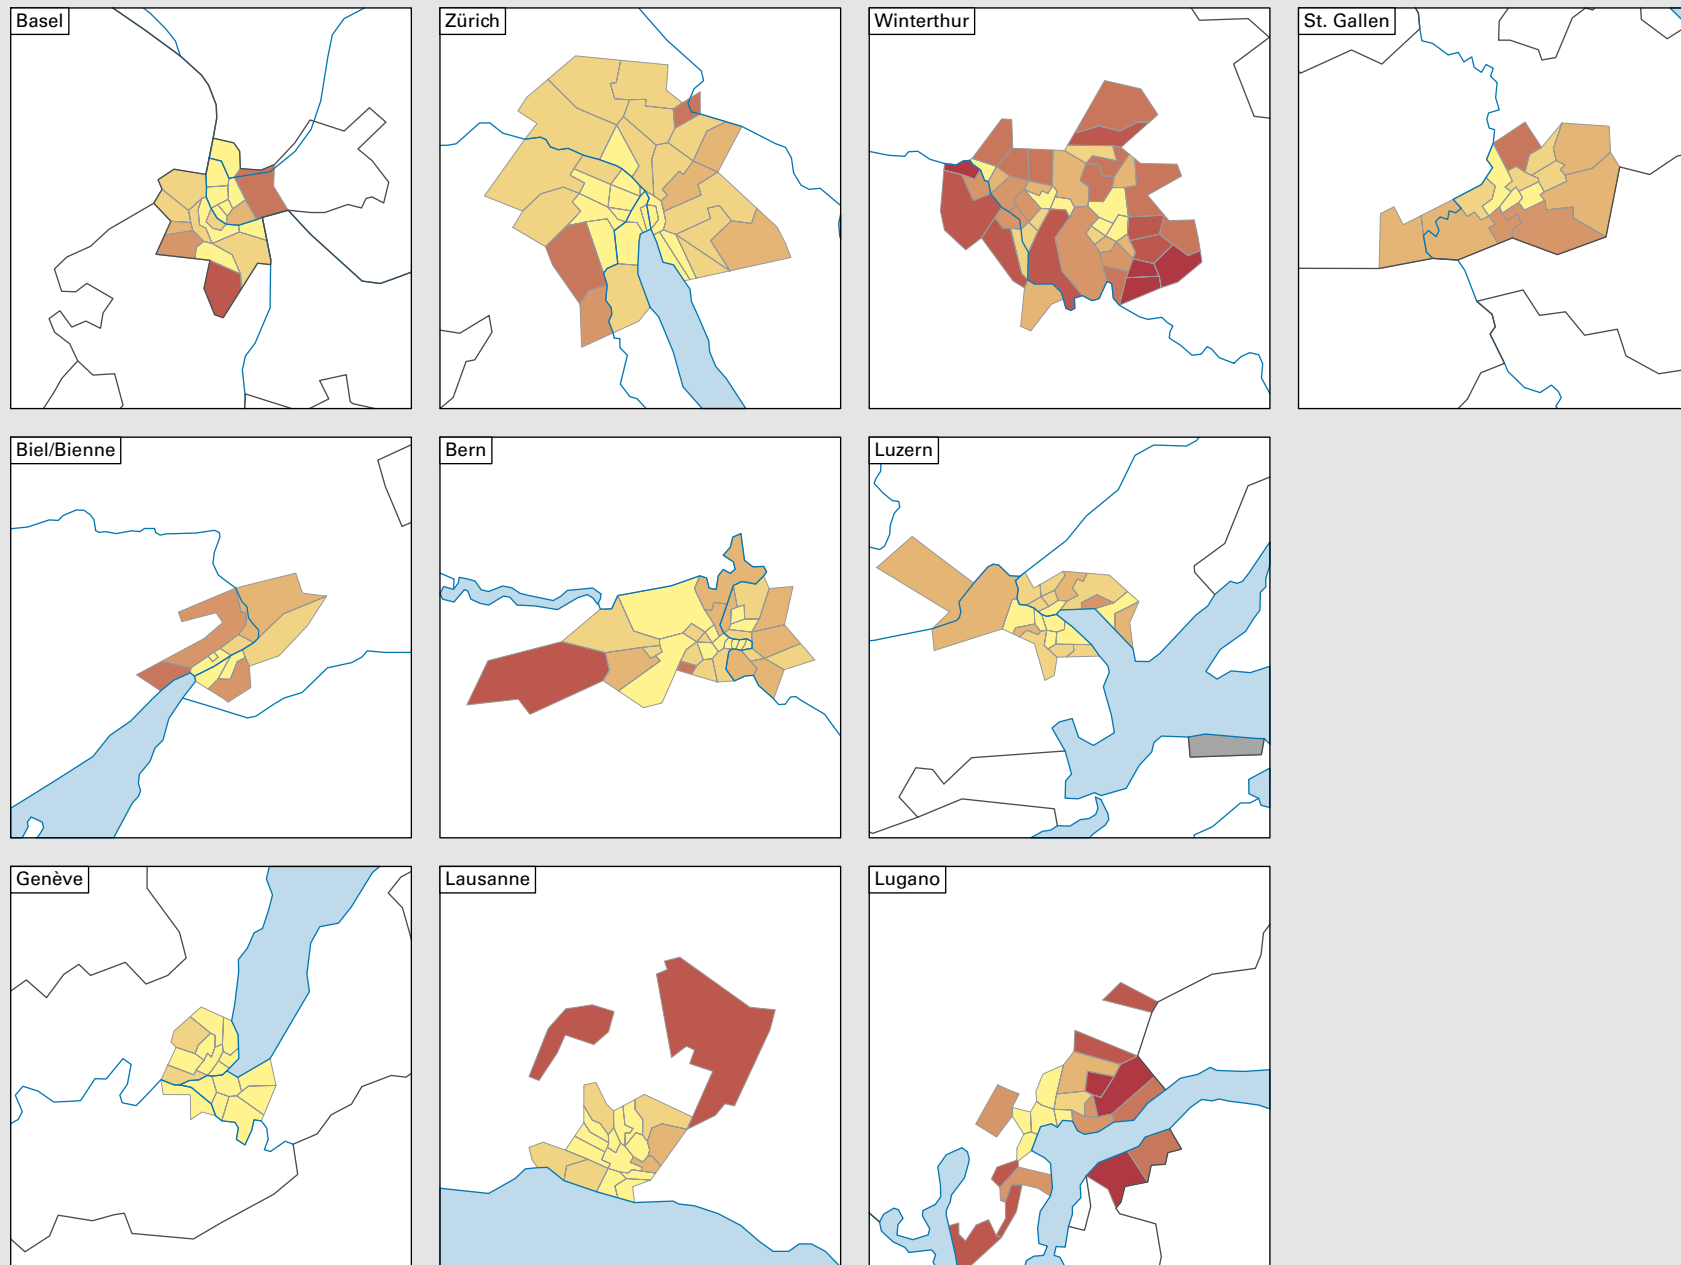 Basel
Zürich
Winterthur
St. Gallen
Biel/Bienne
Bern
Luzern
Genève
Lausanne
Lugano